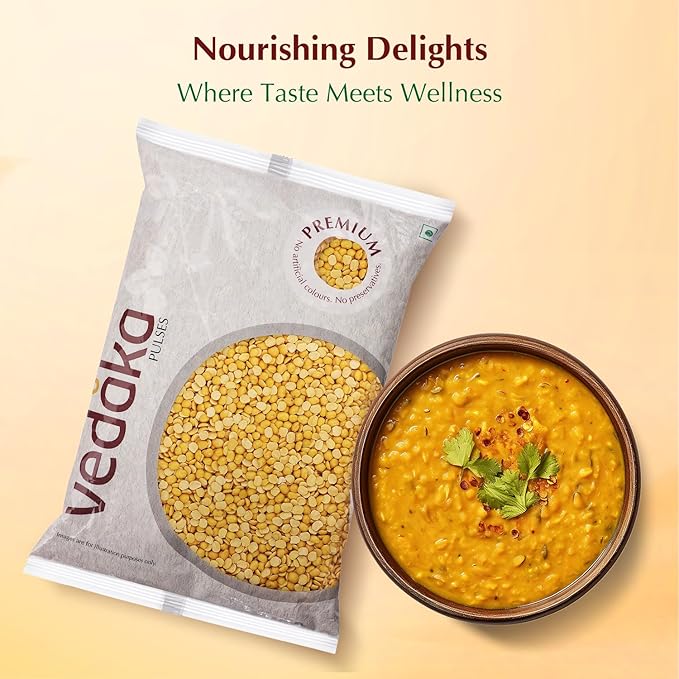 Nourishing Delights
Where Taste Meets Wellness
PREMIUM
No artificial colours. No preservatives.
vedaka
PULSES
Images are for illustration purposes only.